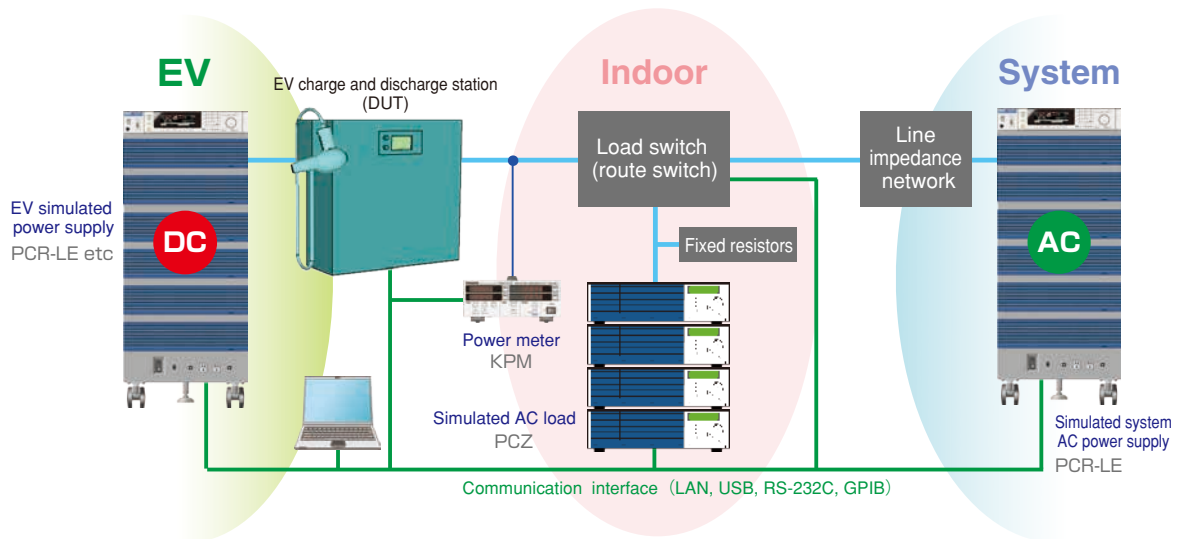 EV
Indoor
System
EV charge and discharge station
(DUT)
Load switch
(route switch)
Line
impedance
network
EV simulated
power supply
PCR-LE etc
DC
Fixed resistors
AC
Power meter
KPM
Simulated AC load
PCZ
Simulated system
AC power supply
PCR-LE
Communication interface (LAN, USB, RS-232C, GPIB)